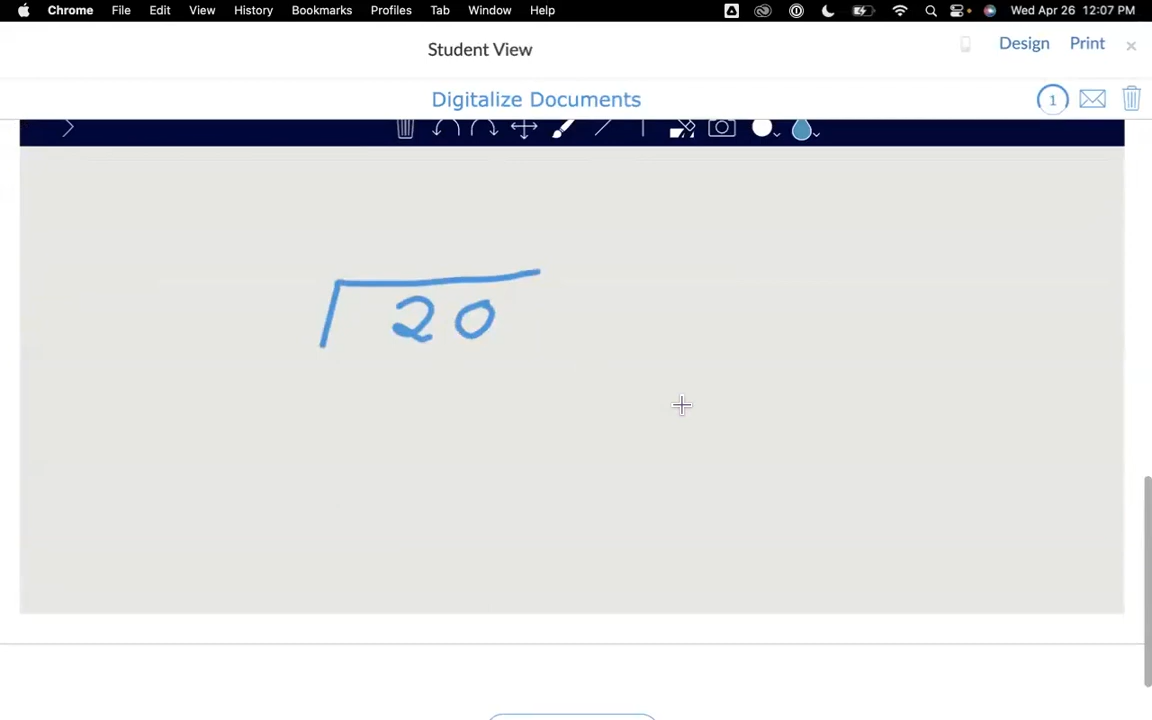 Chrome File Edit View History Bookmarks Profiles Tab Window Help Wed Apr 26 12:07 PM
Student View Design Print
Digitalize Documents 1
20